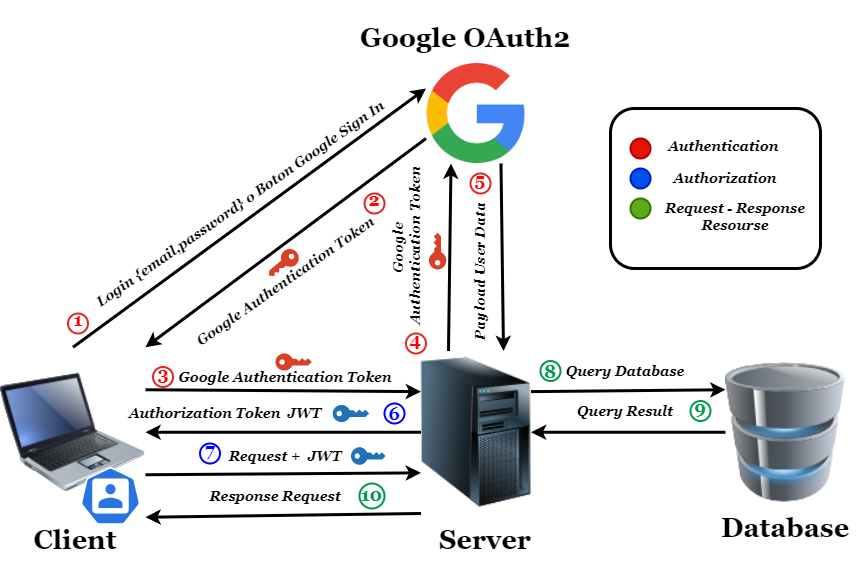 Google OAuth2
Login {email,password} o Boton Google Sign In
1
2
Google Authentication Token
Google
Authentication Token
4
5
Payload User Data
Authentication
Authorization
Request - Response
Resourse
3
Google Authentication Token
Authorization Token JWT
6
7
Request + JWT
Response Request
10
8
Query Database
Query Result
9
Client
Server
Database